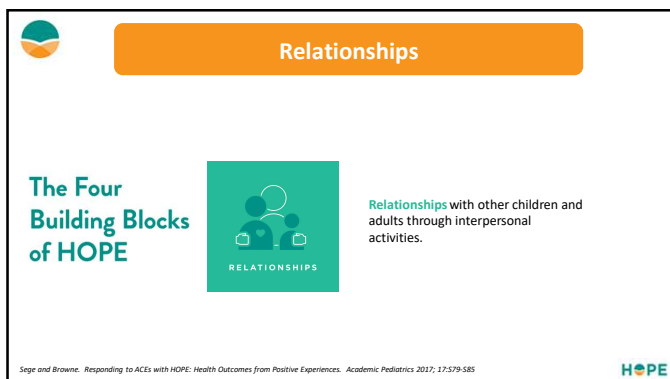 Relationships
The Four
Building Blocks
of HOPE
RELATIONSHIPS
Relationships with other children and
adults through interpersonal
activities.
Sege and Browne. Responding to ACEs with HOPE: Health Outcomes from Positive Experiences. Academic Pediatrics 2017; 17:S79-S85
HOPE